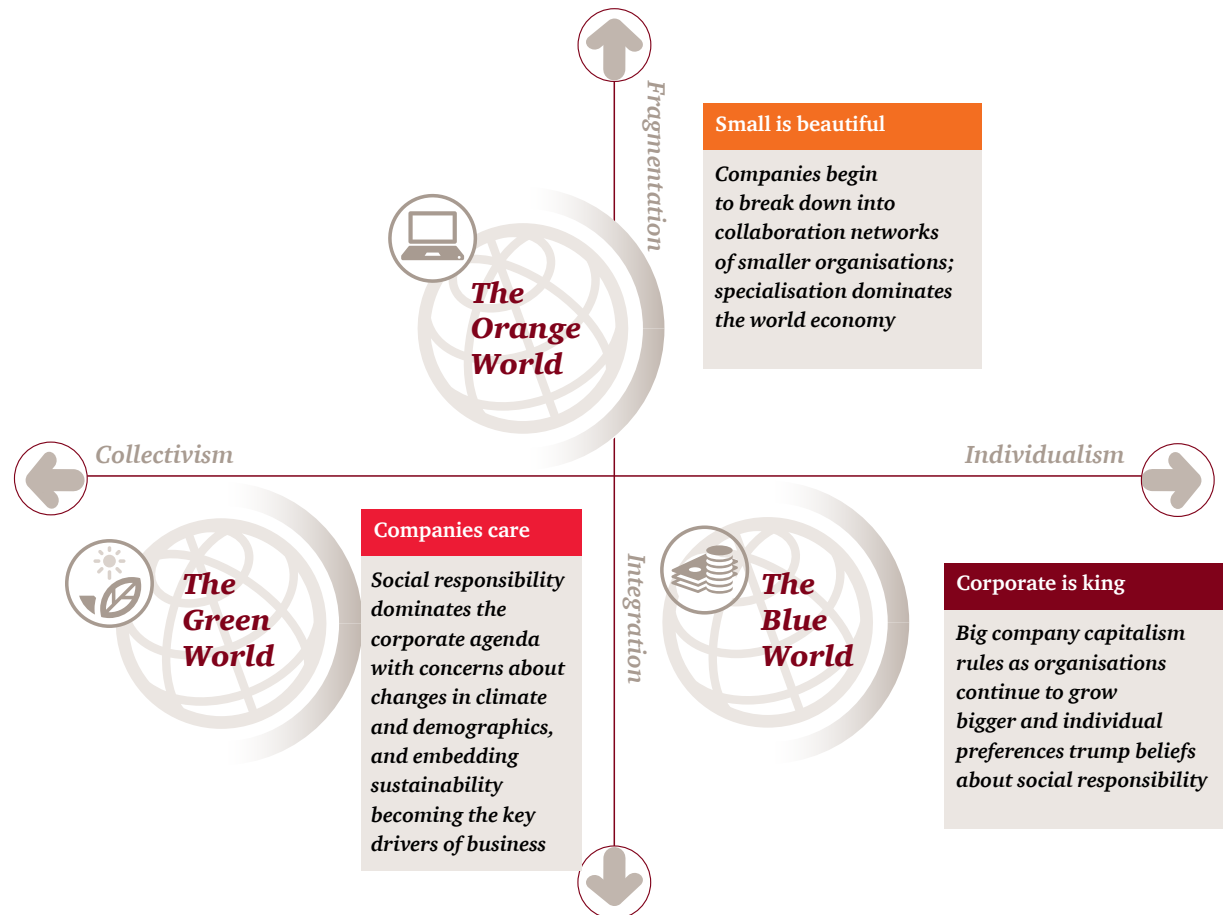 Fragmentation
Small is beautiful
Companies begin
to break down into
collaboration networks
of smaller organisations;
specialisation dominates
the world economy
The
Orange
World
Collectivism
Individualism
The
Green
World
Companies care
Social responsibility
dominates the
corporate agenda
with concerns about
changes in climate
and demographics,
and embedding
sustainability
becoming the key
drivers of business
Integration
The
Blue
World
Corporate is king
Big company capitalism
rules as organisations
continue to grow
bigger and individual
preferences trump beliefs
about social responsibility